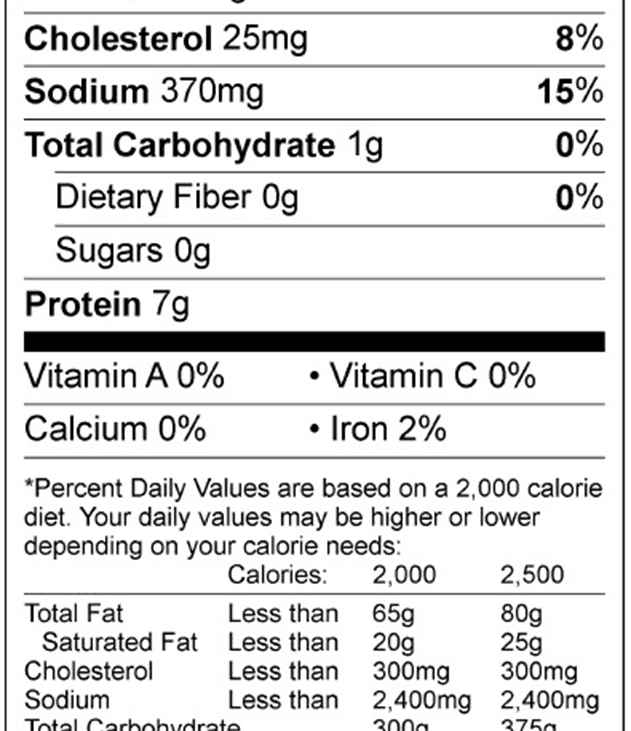 Cholesterol 25mg 8%
Sodium 370mg 15%
Total Carbohydrate 1g 0%
Dietary Fiber 0g 0%
Sugars 0g
Protein 7g
Vitamin A 0% • Vitamin C 0%
Calcium 0% • Iron 2%
*Percent Daily Values are based on a 2,000 calorie
diet. Your daily values may be higher or lower
depending on your calorie needs:
Calories: 2,000 2,500
Total Fat Less than 65g 80g
Saturated Fat Less than 20g 25g
Cholesterol Less than 300mg 300mg
Sodium Less than 2,400mg 2,400mg
Total Carbohydrate 300g 375g